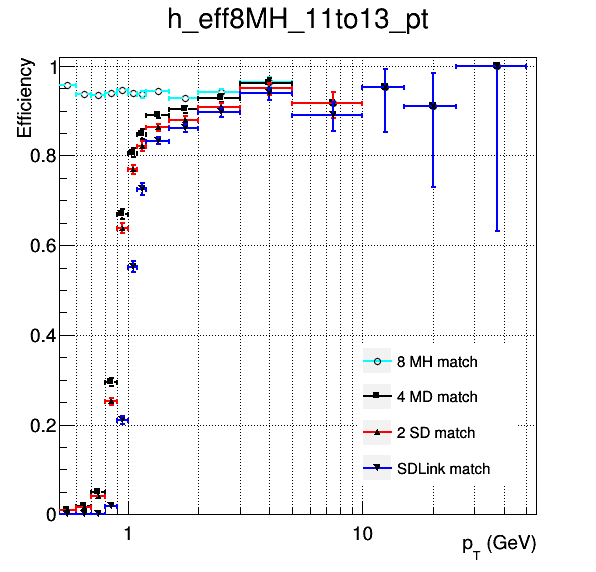 h_eff8MH_11to13_pt
Efficiency
1
0.8
0.6
0.4
0.2
0
8 MH match
4 MD match
2 SD match
SDLink match
1
10
p_T (GeV)